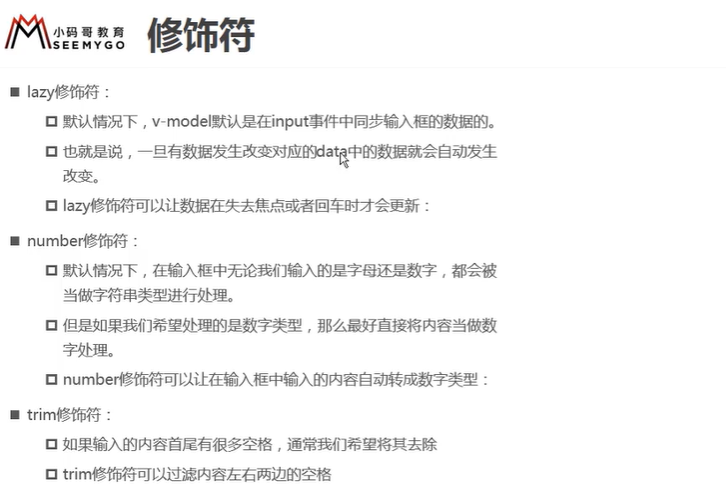 小码哥教育
SEEMYGO
修饰符
lazy修饰符：
默认情况下，v-model默认是在input事件中同步输入框的数据的。
也就是说，一旦有数据发生改变对应的data中的数据就会自动发生
改变。
lazy修饰符可以让数据在失去焦点或者回车时才会更新：
number修饰符：
默认情况下，在输入框中无论我们输入的是字母还是数字，都会被
当做字符串类型进行处理。
但是如果我们希望处理的是数字类型，那么最好直接将内容当做数
字处理。
number修饰符可以让在输入框中输入的内容自动转成数字类型：
trim修饰符：
如果输入的内容首尾有很多空格，通常我们希望将其去除
trim修饰符可以过滤内容左右两边的空格